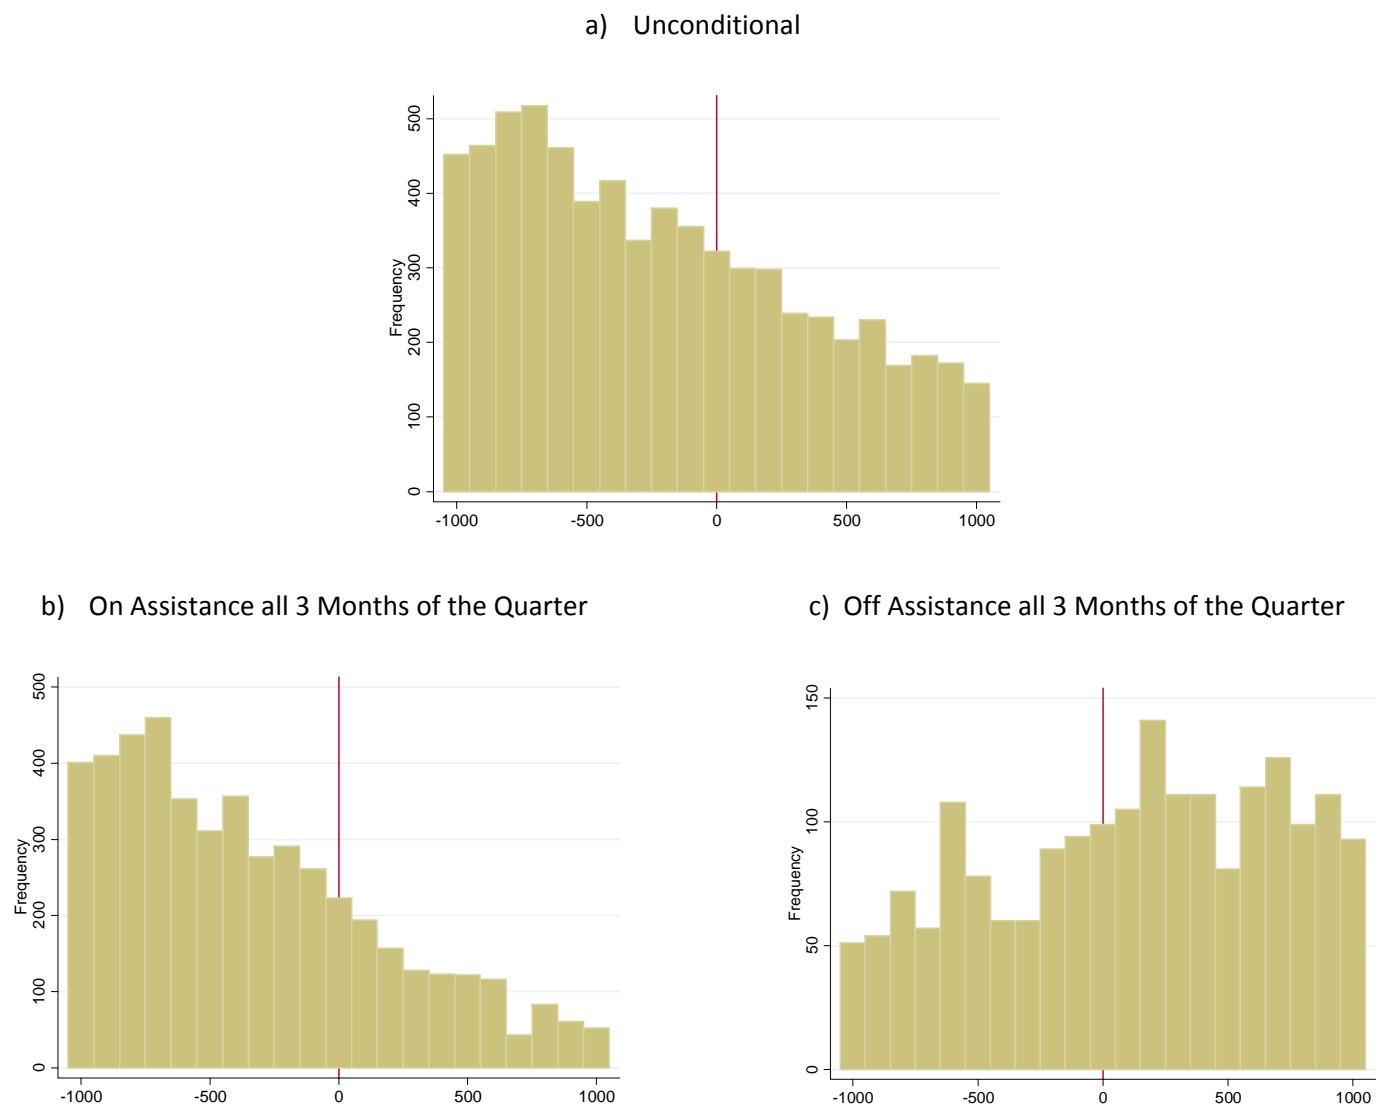 a) Unconditional
Frequency
500
400
300
200
100
0
-1000 -500 0 500 1000
b) On Assistance all 3 Months of the Quarter
Frequency
500
400
300
200
100
0
-1000 -500 0 500 1000
c) Off Assistance all 3 Months of the Quarter
Frequency
150
100
50
0
-1000 -500 0 500 1000